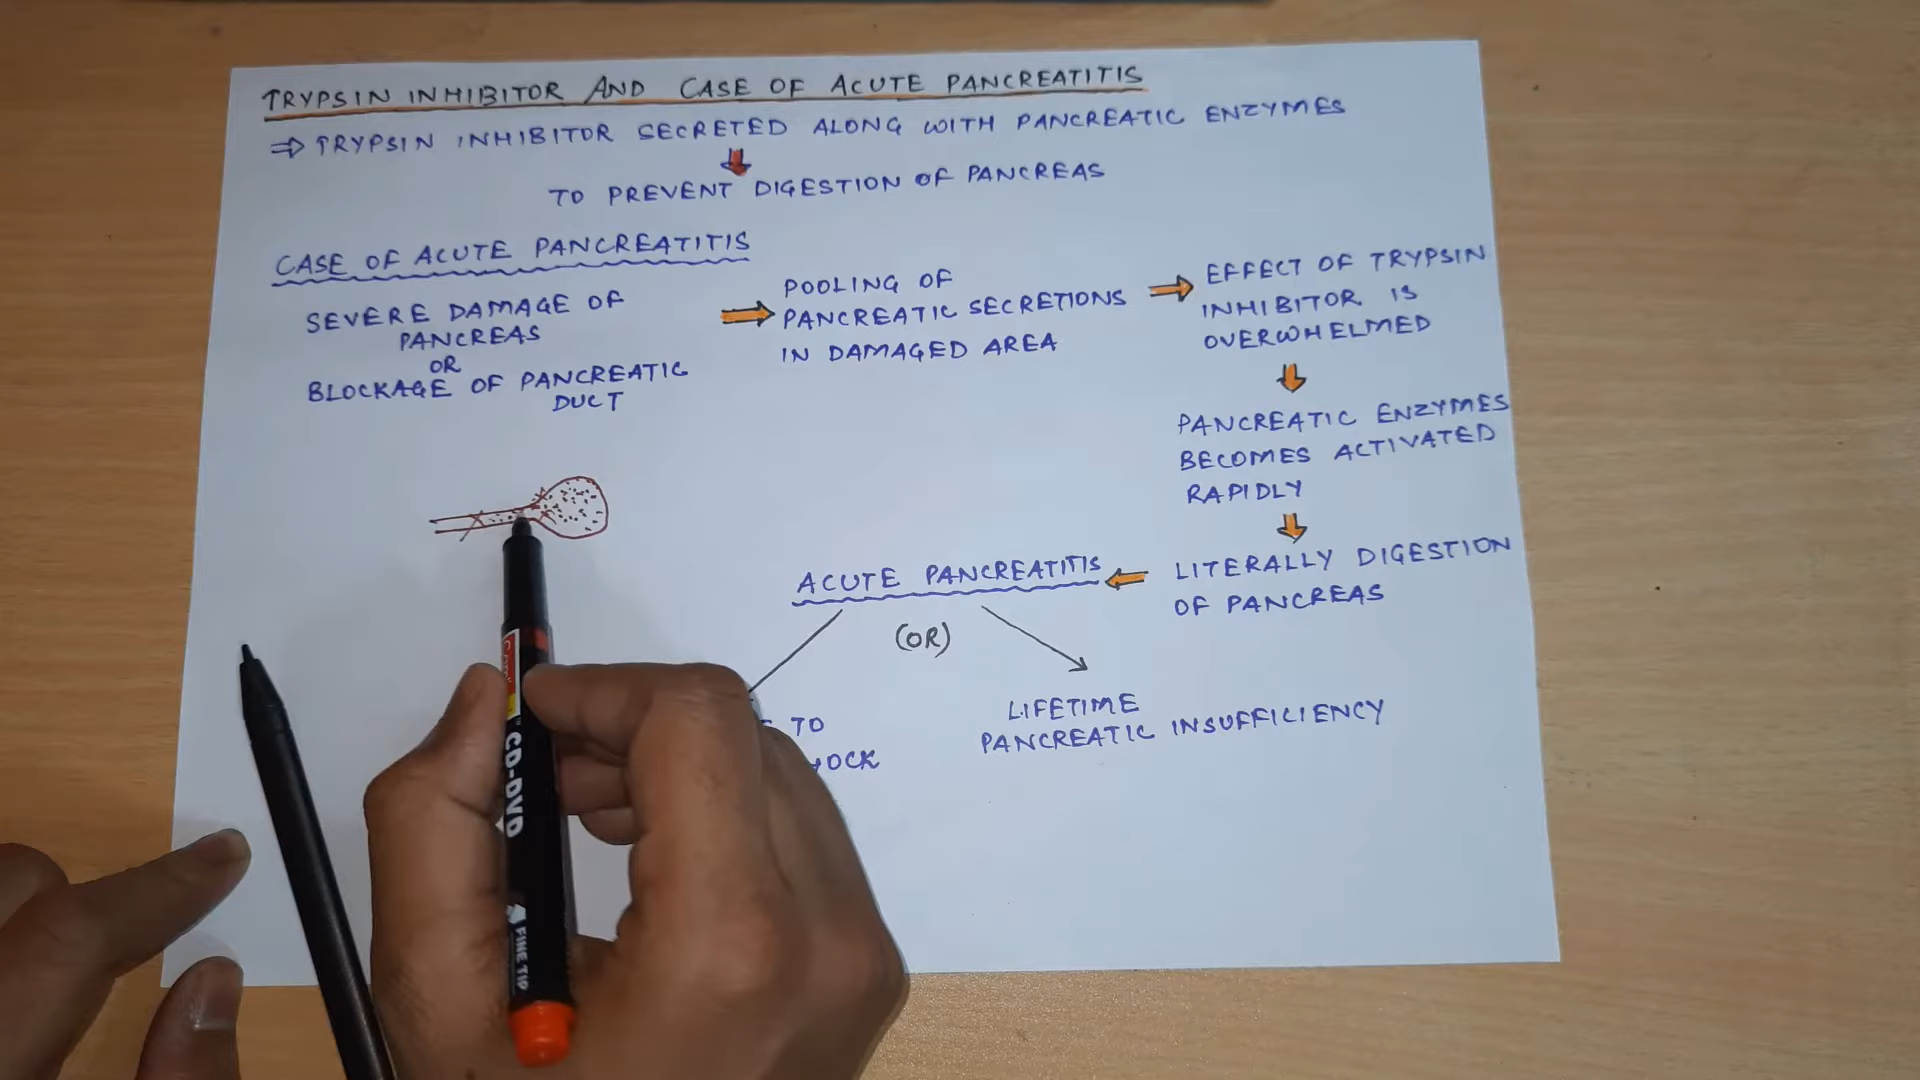 TRYPSIN INHIBITOR AND CASE OF ACUTE PANCREATITIS
⇒ TRYPSIN INHIBITOR SECRETED ALONG WITH PANCREATIC ENZYMES
TO PREVENT DIGESTION OF PANCREAS
CASE OF ACUTE PANCREATITIS
SEVERE DAMAGE OF
PANCREAS
OR
BLOCKAGE OF PANCREATIC
DUCT
POOLING OF
PANCREATIC SECRETIONS
IN DAMAGED AREA
EFFECT OF TRYPSIN
INHIBITOR IS
OVERWHELMED
PANCREATIC ENZYMES
BECOMES ACTIVATED
RAPIDLY
LITERALLY DIGESTION
OF PANCREAS
ACUTE PANCREATITIS
(OR)
TO
LIFETIME
PANCREATIC INSUFFICIENCY
CD-DVD
FINE TIP